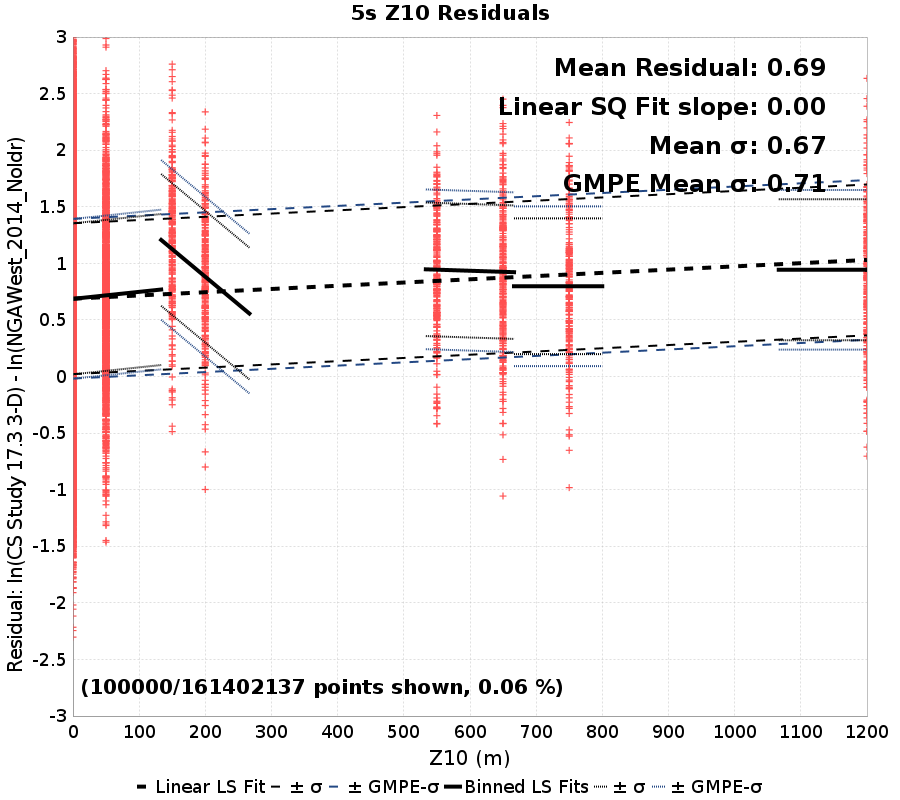 5s Z10 Residuals
Mean Residual: 0.69
Linear SQ Fit slope: 0.00
Mean σ: 0.67
GMPE Mean σ: 0.71
Residual: ln(CS Study 17.3 3-D) - ln(NGAWest_2014_NoIdr)
3
2.5
2
1.5
1
0.5
0
-0.5
-1
-1.5
-2
-2.5
-3
(100000/161402137 points shown, 0.06 %)
0 100 200 300 400 500 600 700 800 900 1000 1100 1200
Z10 (m)
Linear LS Fit ± σ ± GMPE-σ Binned LS Fits ± σ ± GMPE-σ